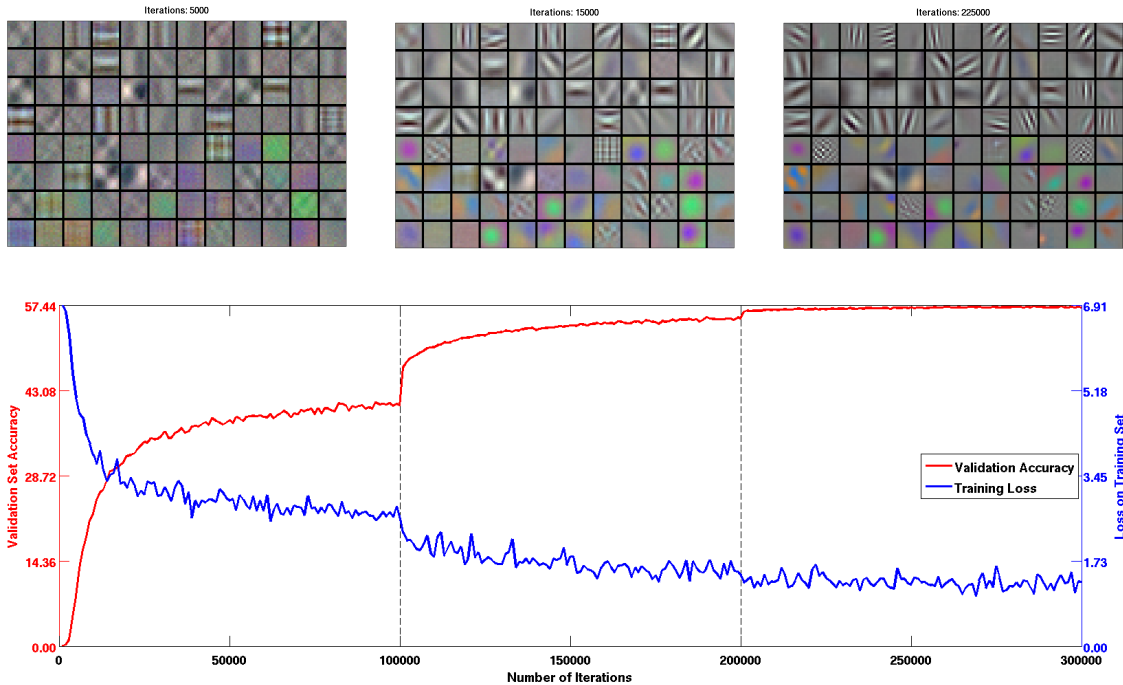 Iterations: 5000
Iterations: 15000
Iterations: 225000
57.44
43.08
28.72
14.36
0.00
Validation Set Accuracy
6.91
5.18
3.45
1.73
0.00
Loss on Training Set
Validation Accuracy
Training Loss
0
50000
100000
150000
200000
250000
300000
Number of Iterations